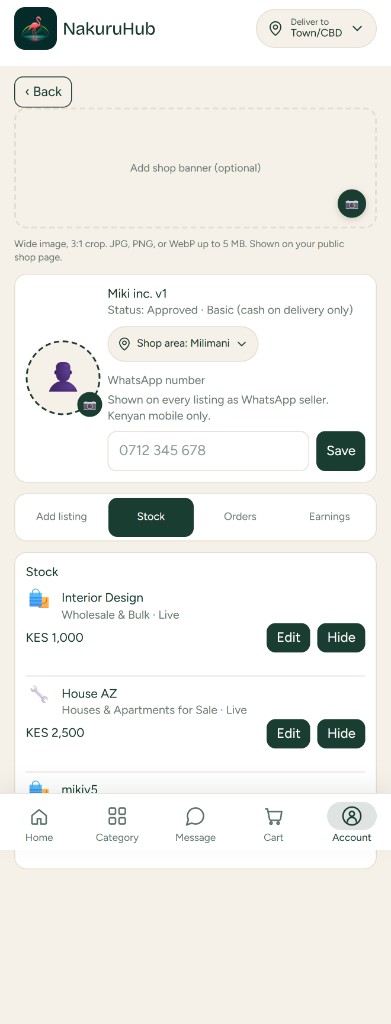 NakuruHub
Deliver to
Town/CBD
‹ Back
Add shop banner (optional)
Wide image, 3:1 crop. JPG, PNG, or WebP up to 5 MB. Shown on your public
shop page.
Miki inc. v1
Status: Approved · Basic (cash on delivery only)
Shop area: Milimani
WhatsApp number
Shown on every listing as WhatsApp seller.
Kenyan mobile only.
0712 345 678
Save
Add listing
Stock
Orders
Earnings
Stock
Interior Design
Wholesale & Bulk · Live
KES 1,000
Edit
Hide
House AZ
Houses & Apartments for Sale · Live
KES 2,500
Edit
Hide
mikiv5
Home
Category
Message
Cart
Account